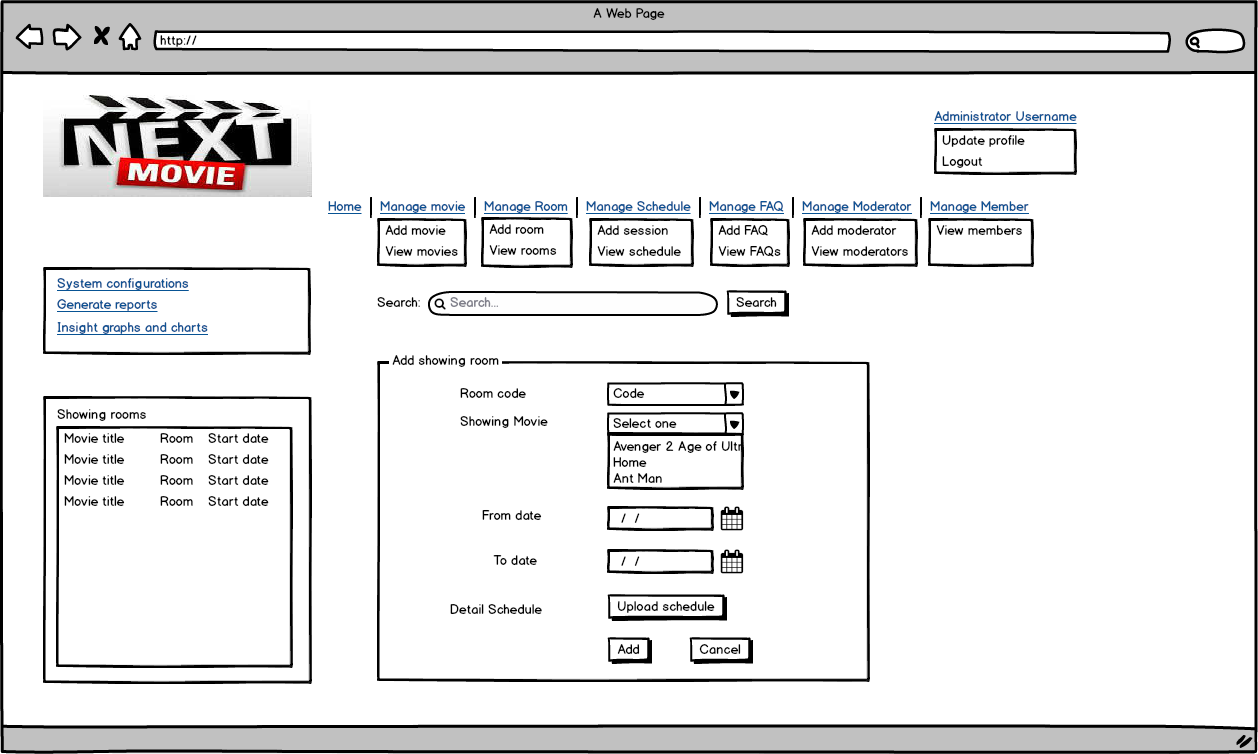 A Web Page
http://
NEXT
MOVIE
Administrator Username
Update profile
Logout
Home Manage movie Manage Room Manage Schedule Manage FAQ Manage Moderator Manage Member
Add movie Add room Add session Add FAQ Add moderator View members
View movies View rooms View schedule View FAQs View moderators
System configurations
Generate reports
Insight graphs and charts
Search: Search... Search
Showing rooms
Movie title Room Start date
Movie title Room Start date
Movie title Room Start date
Movie title Room Start date
Add showing room
Room code Code
Showing Movie Select one
Avenger 2 Age of Ultr
Home
Ant Man
From date / /
To date / /
Detail Schedule Upload schedule
Add Cancel